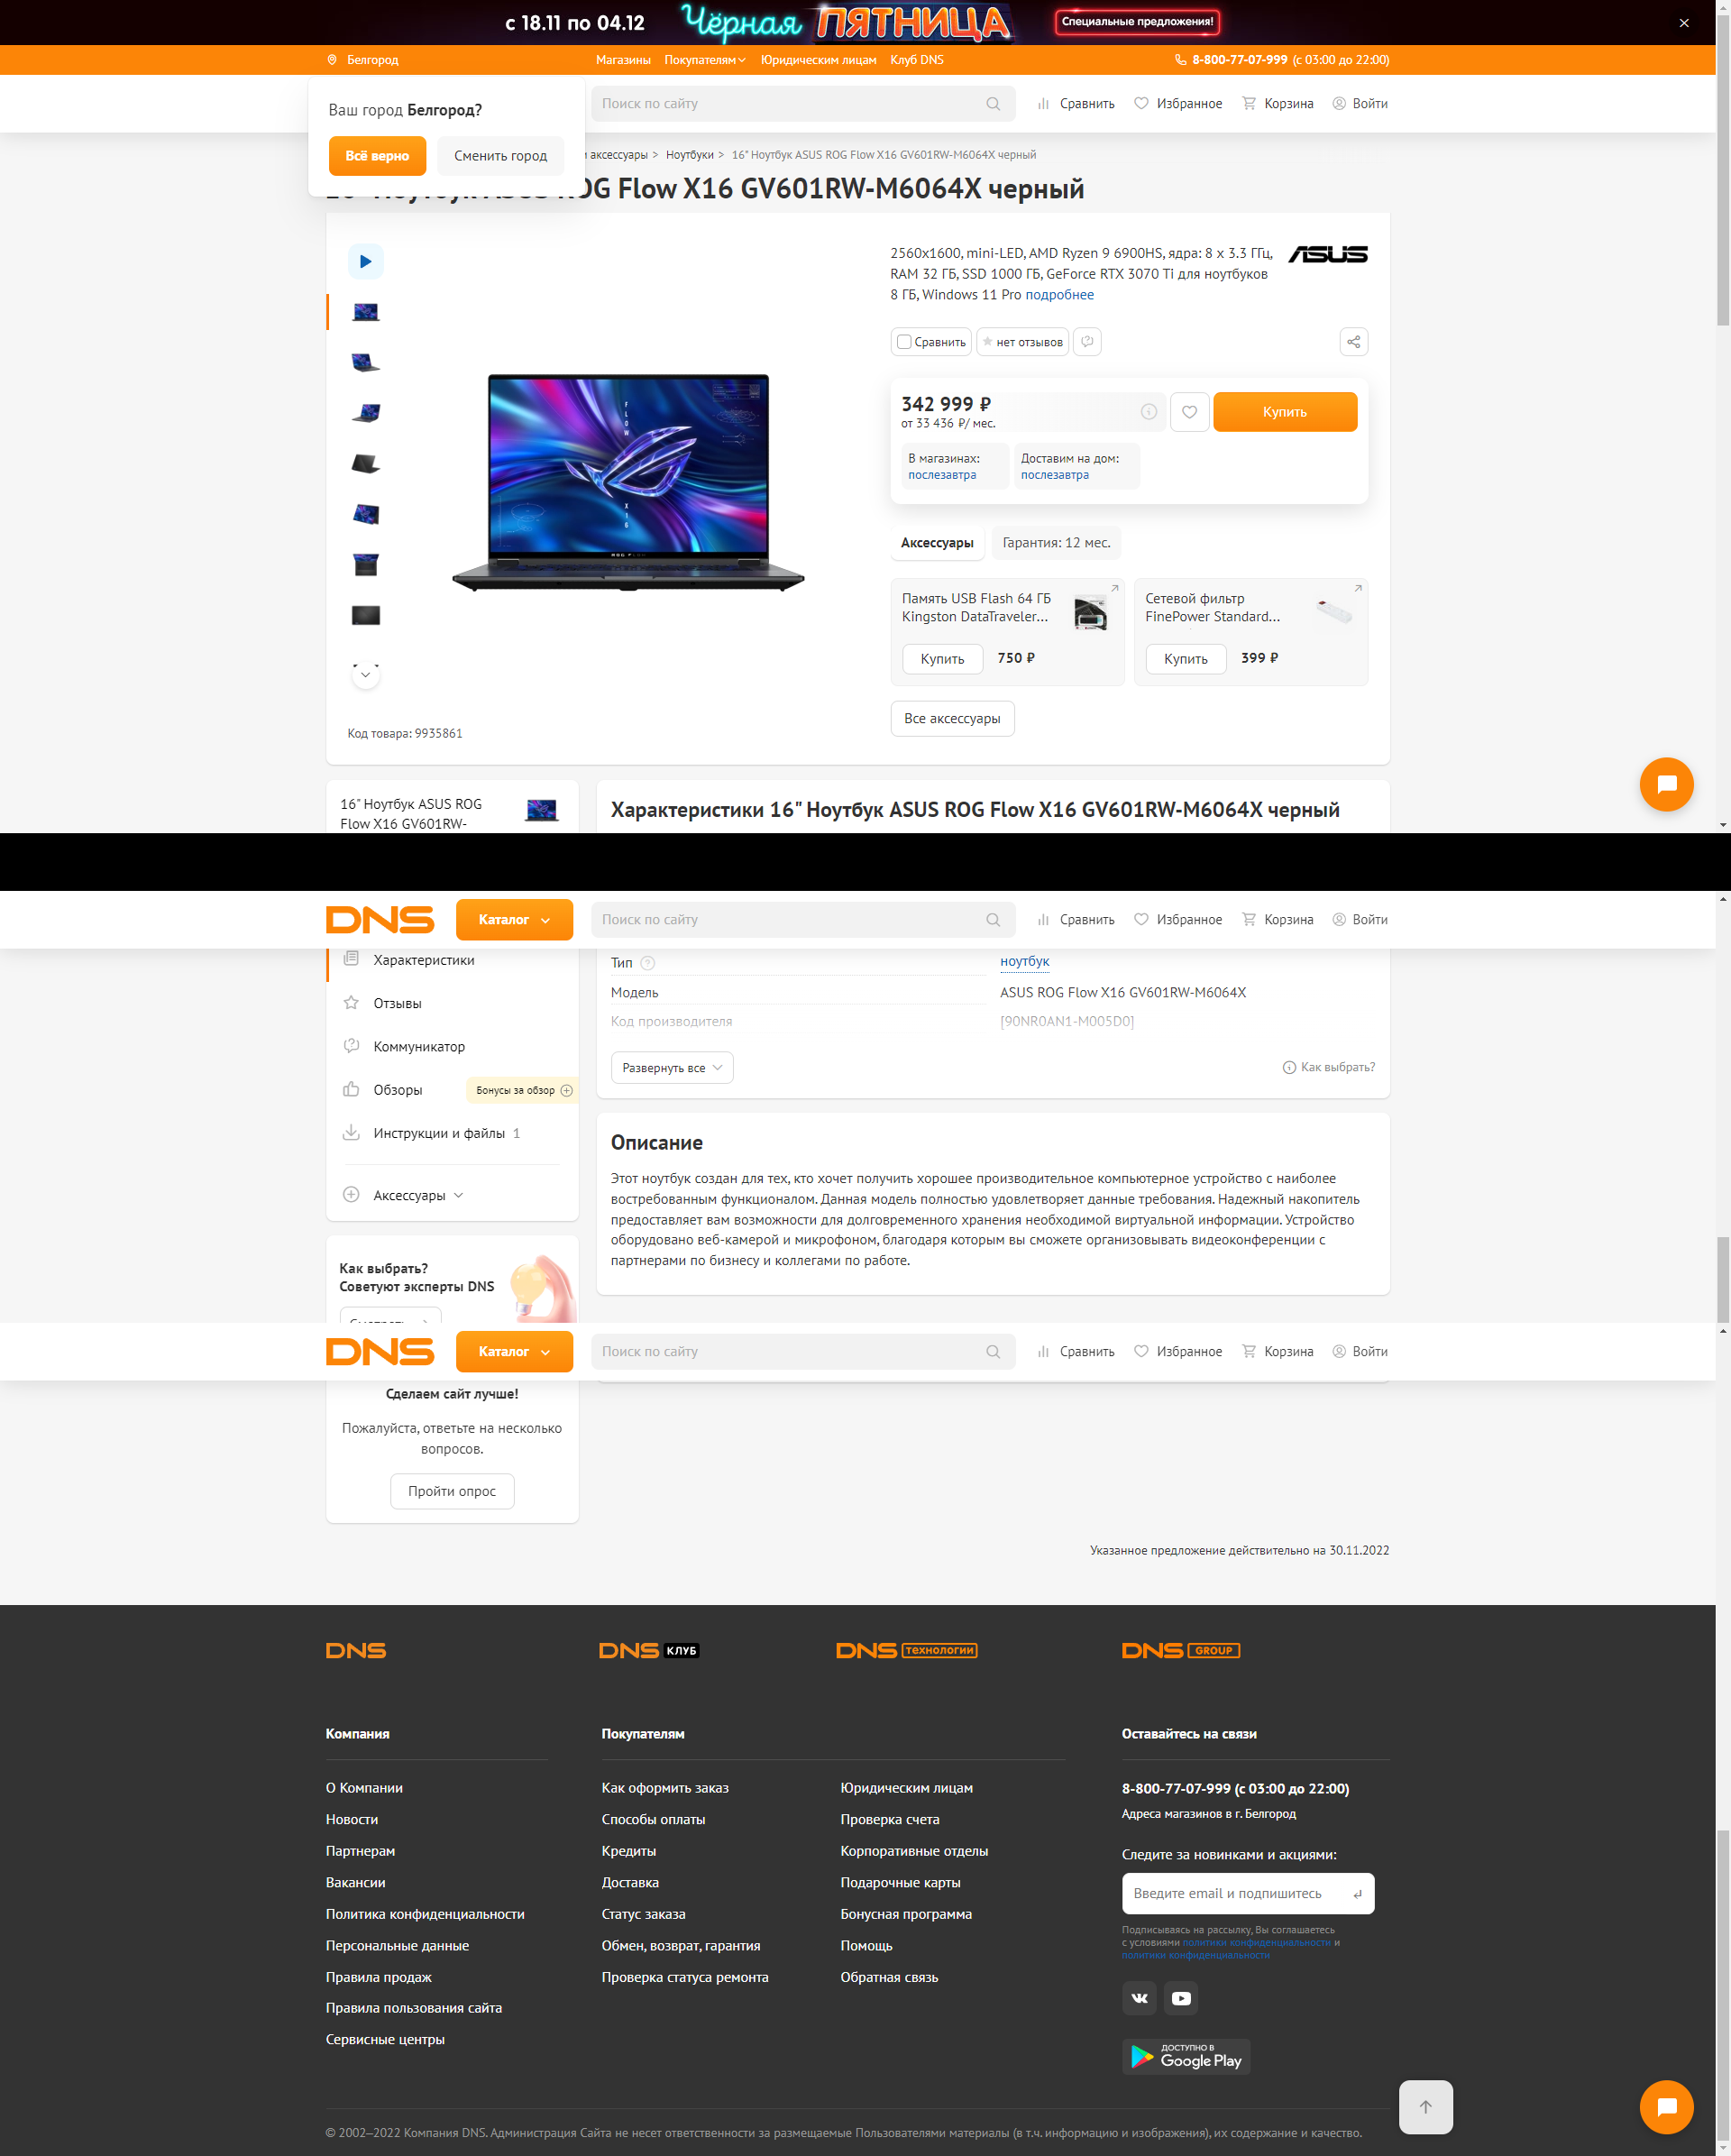 с 18.11 по 04.12
Чёрная ПЯТНИЦА
Специальные предложения!
Белгород
Магазины Покупателям Юридическим лицам Клуб DNS
8-800-77-07-999 (с 03:00 до 22:00)
Ваш город Белгород?
Всё верно Сменить город
Поиск по сайту
Сравнить Избранное Корзина Войти
и аксессуары > Ноутбуки > 16" Ноутбук ASUS ROG Flow X16 GV601RW-M6064X черный
16" Ноутбук ASUS ROG Flow X16 GV601RW-M6064X черный
2560x1600, mini-LED, AMD Ryzen 9 6900HS, ядра: 8 x 3.3 ГГц,
RAM 32 ГБ, SSD 1000 ГБ, GeForce RTX 3070 Ti для ноутбуков
8 ГБ, Windows 11 Pro подробнее
ASUS
Сравнить нет отзывов
342 999 ₽
от 33 436 ₽/ мес.
Купить
В магазинах:
послезавтра
Доставим на дом:
послезавтра
FLOW
X16
ROG FLOW
Аксессуары Гарантия: 12 мес.
Память USB Flash 64 ГБ
Kingston DataTraveler...
Купить 750 ₽
Сетевой фильтр
FinePower Standard...
Купить 399 ₽
Все аксессуары
Код товара: 9935861
16" Ноутбук ASUS ROG
Flow X16 GV601RW-
Характеристики 16" Ноутбук ASUS ROG Flow X16 GV601RW-M6064X черный
DNS Каталог Поиск по сайту Сравнить Избранное Корзина Войти
Характеристики
Отзывы
Коммуникатор
Обзоры Бонусы за обзор
Инструкции и файлы 1
Аксессуары
Тип ноутбук
Модель ASUS ROG Flow X16 GV601RW-M6064X
Код производителя [90NR0AN1-M005D0]
Развернуть все Как выбрать?
Описание
Этот ноутбук создан для тех, кто хочет получить хорошее производительное компьютерное устройство с наиболее
востребованным функционалом. Данная модель полностью удовлетворяет данные требования. Надежный накопитель
предоставляет вам возможности для долговременного хранения необходимой виртуальной информации. Устройство
оборудовано веб-камерой и микрофоном, благодаря которым вы сможете организовывать видеоконференции с
партнерами по бизнесу и коллегами по работе.
Как выбрать?
Советуют эксперты DNS
Смотреть
DNS Каталог Поиск по сайту Сравнить Избранное Корзина Войти
Сделаем сайт лучше!
Пожалуйста, ответьте на несколько
вопросов.
Пройти опрос
Указанное предложение действительно на 30.11.2022
DNS DNS КЛУБ DNS технологии DNS GROUP
Компания
О Компании
Новости
Партнерам
Вакансии
Политика конфиденциальности
Персональные данные
Правила продаж
Правила пользования сайта
Сервисные центры
Покупателям
Как оформить заказ
Способы оплаты
Кредиты
Доставка
Статус заказа
Обмен, возврат, гарантия
Проверка статуса ремонта
Юридическим лицам
Проверка счета
Корпоративные отделы
Подарочные карты
Бонусная программа
Помощь
Обратная связь
Оставайтесь на связи
8-800-77-07-999 (с 03:00 до 22:00)
Адреса магазинов в г. Белгород
Следите за новинками и акциями:
Введите email и подпишитесь
Подписываясь на рассылку, Вы соглашаетесь
с условиями политики конфиденциальности и
политики конфиденциальности
ДОСТУПНО В
Google Play
© 2002–2022 Компания DNS. Администрация Сайта не несет ответственности за размещаемые Пользователями материалы (в т.ч. информацию и изображения), их содержание и качество.